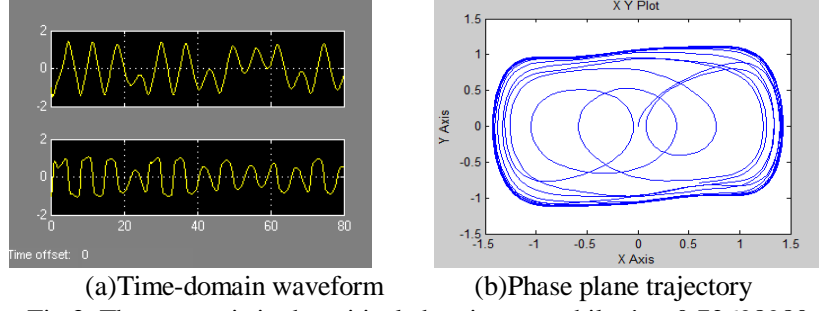 X Y Plot
2
0
-2
2
0
-2
0 20 40 60 80
Time offset: 0
1.5
1
0.5
0
-0.5
-1
-1.5
Y Axis
-1.5 -1 -0.5 0 0.5 1 1.5
X Axis
(a)Time-domain waveform (b)Phase plane trajectory